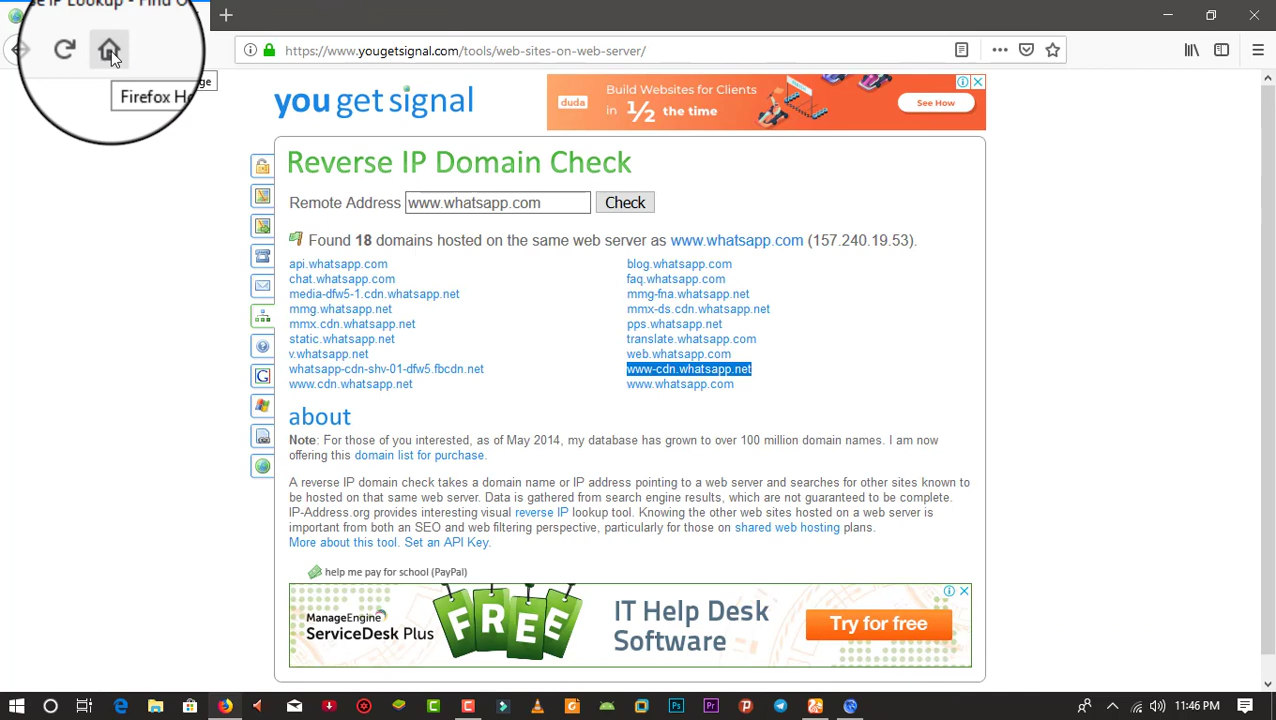 se IP Lookup - Find O
https://www.yougetsignal.com/tools/web-sites-on-web-server/
ge
Firefox Ho
you get signal
duda
Build Websites for Clients
in 1/2 the time
See How
Reverse IP Domain Check
Remote Address www.whatsapp.com Check
Found 18 domains hosted on the same web server as www.whatsapp.com (157.240.19.53).
api.whatsapp.com blog.whatsapp.com
chat.whatsapp.com faq.whatsapp.com
media-dfw5-1.cdn.whatsapp.net mmg-fna.whatsapp.net
mmg.whatsapp.net mmx-ds.cdn.whatsapp.net
mmx.cdn.whatsapp.net pps.whatsapp.net
static.whatsapp.net translate.whatsapp.com
v.whatsapp.net web.whatsapp.com
whatsapp-cdn-shv-01-dfw5.fbcdn.net www-cdn.whatsapp.net
www.cdn.whatsapp.net www.whatsapp.com
about
Note: For those of you interested, as of May 2014, my database has grown to over 100 million domain names. I am now
offering this domain list for purchase.
A reverse IP domain check takes a domain name or IP address pointing to a web server and searches for other sites known to
be hosted on that same web server. Data is gathered from search engine results, which are not guaranteed to be complete.
IP-Address.org provides interesting visual reverse IP lookup tool. Knowing the other web sites hosted on a web server is
important from both an SEO and web filtering perspective, particularly for those on shared web hosting plans.
More about this tool. Set an API Key.
help me pay for school (PayPal)
ManageEngine
ServiceDesk Plus
FREE
IT Help Desk
Software
Try for free
11:46 PM